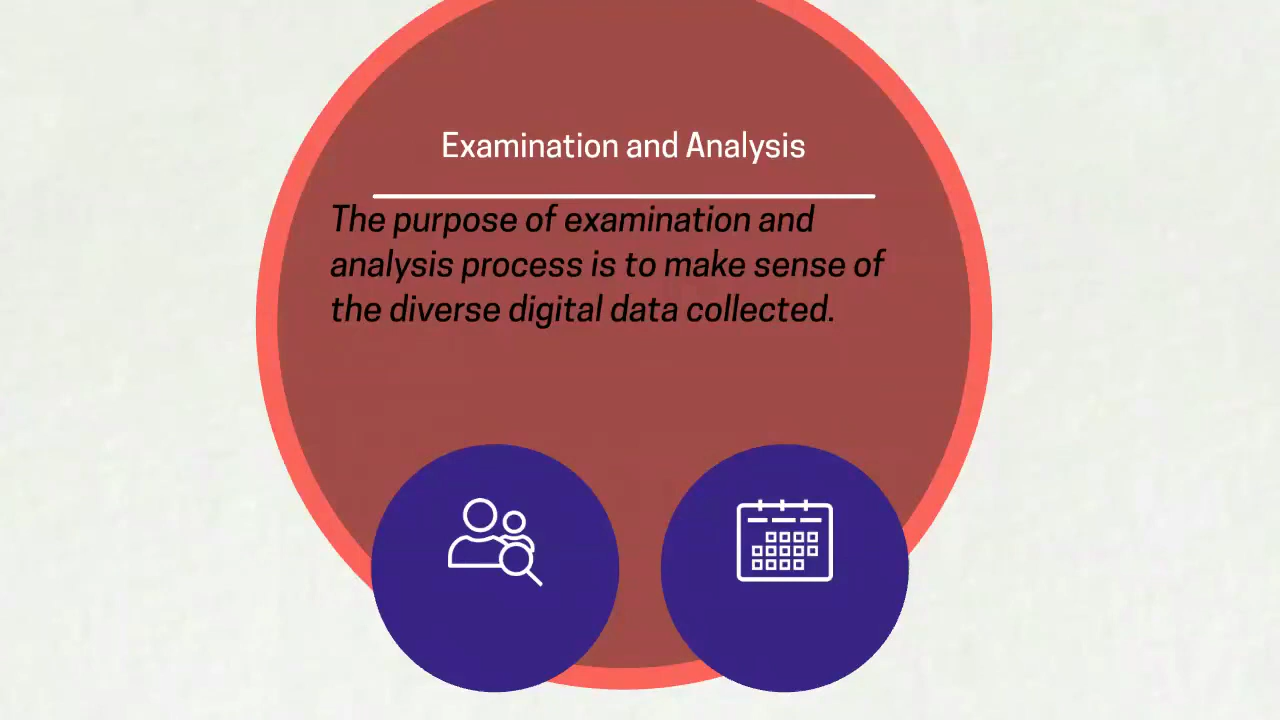 Examination and Analysis
The purpose of examination and
analysis process is to make sense of
the diverse digital data collected.